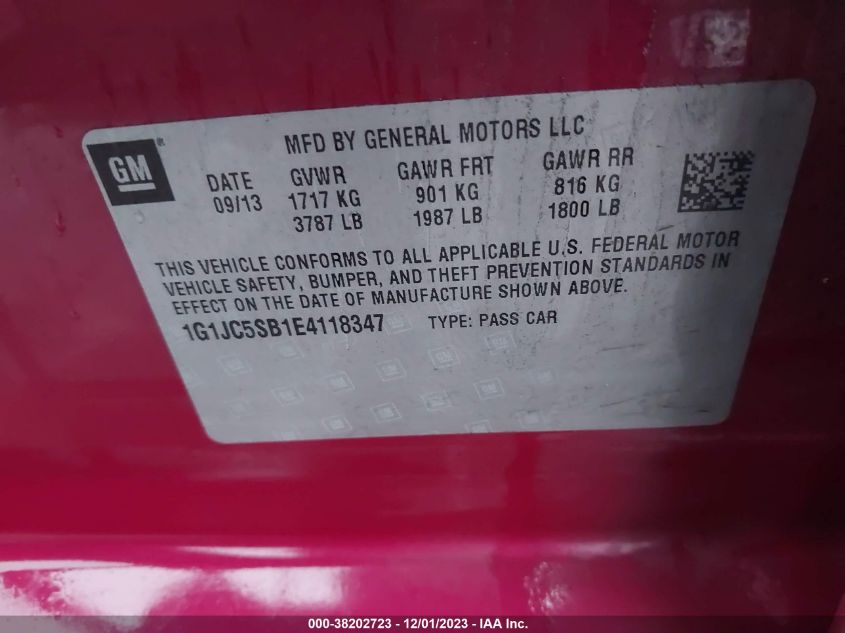 GM®
MFD BY GENERAL MOTORS LLC
DATE GVWR GAWR FRT GAWR RR
09/13 1717 KG 901 KG 816 KG
3787 LB 1987 LB 1800 LB
THIS VEHICLE CONFORMS TO ALL APPLICABLE U.S. FEDERAL MOTOR
VEHICLE SAFETY, BUMPER, AND THEFT PREVENTION STANDARDS IN
EFFECT ON THE DATE OF MANUFACTURE SHOWN ABOVE.
1G1JC5SB1E4118347 TYPE: PASS CAR
000-38202723 - 12/01/2023 - IAA Inc.